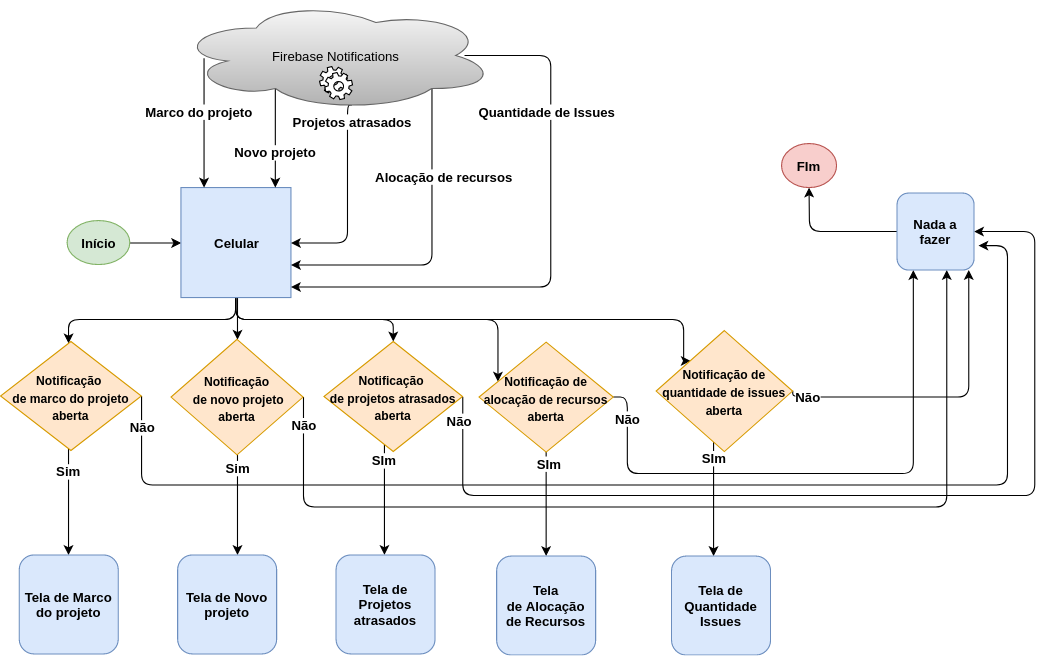 Firebase Notifications
Marco do projeto
Projetos atrasados
Quantidade de Issues
Novo projeto
Alocação de recursos
FIm
Início
Celular
Nada a
fazer
Notificação
de marco do projeto
aberta
Notificação
de novo projeto
aberta
Notificação
de projetos atrasados
aberta
Notificação de
alocação de recursos
aberta
Notificação de
quantidade de issues
aberta
Não
Não
Não
Não
Não
Sim
Sim
SIm
SIm
SIm
Tela de Marco
do projeto
Tela de Novo
projeto
Tela de
Projetos
atrasados
Tela
de Alocação
de Recursos
Tela de
Quantidade
Issues